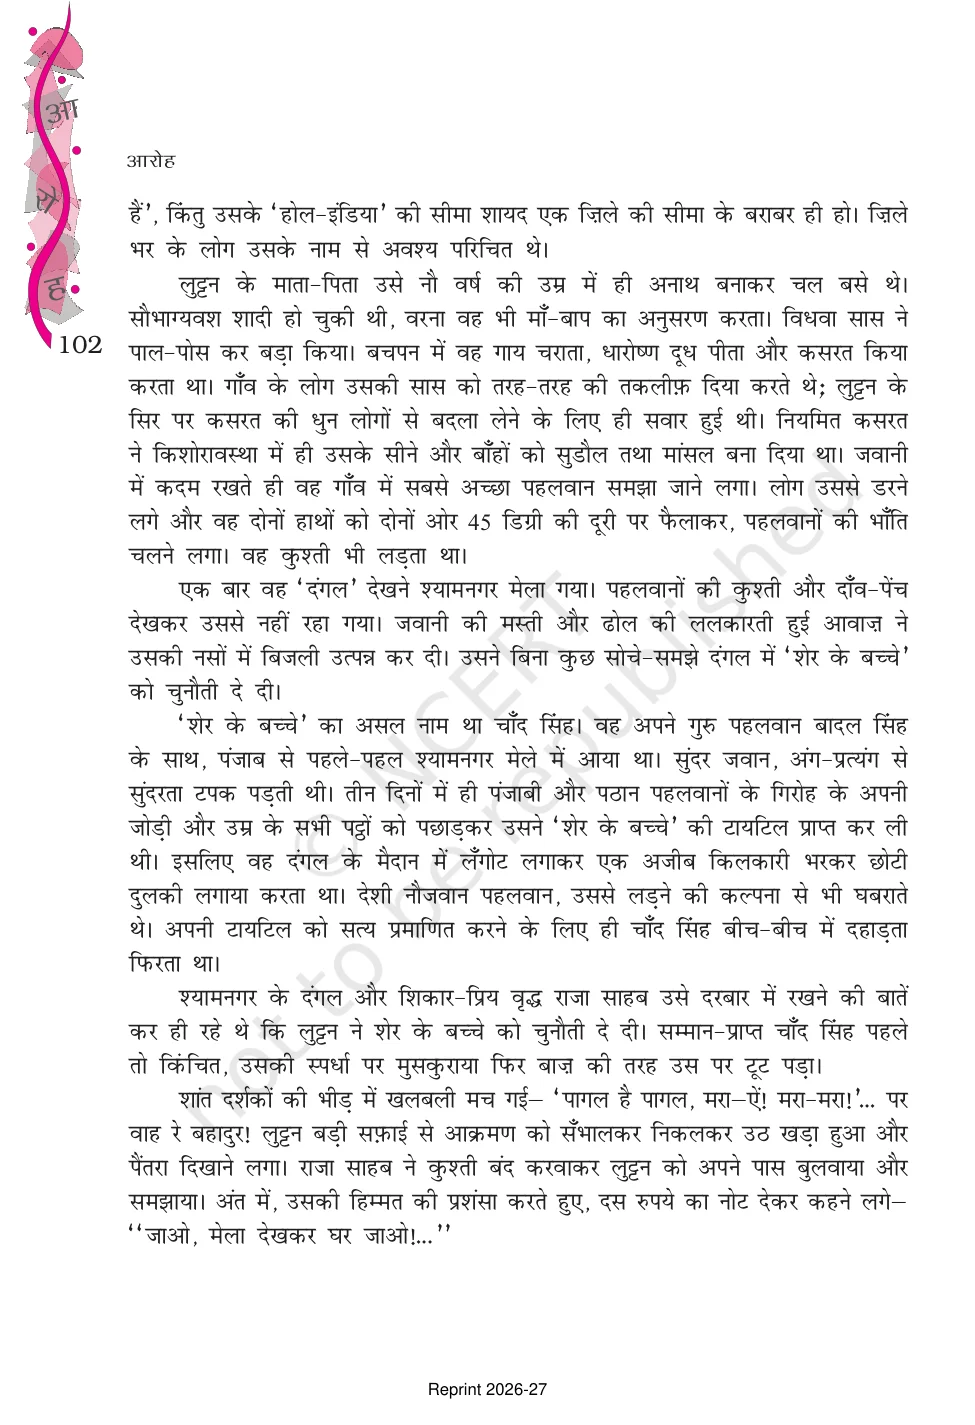 आ
रो
ह
आरोह
102
हैं’, किंतु उसके ‘होल-इंडिया’ की सीमा शायद एक ज़िले की सीमा के बराबर ही हो। ज़िले
भर के लोग उसके नाम से अवश्य परिचित थे।
लुट्टन के माता-पिता उसे नौ वर्ष की उम्र में ही अनाथ बनाकर चल बसे थे।
सौभाग्यवश शादी हो चुकी थी, वरना वह भी माँ-बाप का अनुसरण करता। विधवा सास ने
पाल-पोस कर बड़ा किया। बचपन में वह गाय चराता, धारोष्ण दूध पीता और कसरत किया
करता था। गाँव के लोग उसकी सास को तरह-तरह की तकलीफ़ दिया करते थे; लुट्टन के
सिर पर कसरत की धुन लोगों से बदला लेने के लिए ही सवार हुई थी। नियमित कसरत
ने किशोरावस्था में ही उसके सीने और बाँहों को सुडौल तथा मांसल बना दिया था। जवानी
में कदम रखते ही वह गाँव में सबसे अच्छा पहलवान समझा जाने लगा। लोग उससे डरने
लगे और वह दोनों हाथों को दोनों ओर 45 डिग्री की दूरी पर फैलाकर, पहलवानों की भाँति
चलने लगा। वह कुश्ती भी लड़ता था।
एक बार वह ‘दंगल’ देखने श्यामनगर मेला गया। पहलवानों की कुश्ती और दाँव-पेंच
देखकर उससे नहीं रहा गया। जवानी की मस्ती और ढोल की ललकारती हुई आवाज़ ने
उसकी नसों में बिजली उत्पन्न कर दी। उसने बिना कुछ सोचे-समझे दंगल में ‘शेर के बच्चे’
को चुनौती दे दी।
‘शेर के बच्चे’ का असल नाम था चाँद सिंह। वह अपने गुरु पहलवान बादल सिंह
के साथ, पंजाब से पहले-पहल श्यामनगर मेले में आया था। सुंदर जवान, अंग-प्रत्यंग से
सुंदरता टपक पड़ती थी। तीन दिनों में ही पंजाबी और पठान पहलवानों के गिरोह के अपनी
जोड़ी और उम्र के सभी पट्ठों को पछाड़कर उसने ‘शेर के बच्चे’ की टायटिल प्राप्त कर ली
थी। इसलिए वह दंगल के मैदान में लँगोट लगाकर एक अजीब किलकारी भरकर छोटी
दुलकी लगाया करता था। देशी नौजवान पहलवान, उससे लड़ने की कल्पना से भी घबराते
थे। अपनी टायटिल को सत्य प्रमाणित करने के लिए ही चाँद सिंह बीच-बीच में दहाड़ता
फिरता था।
श्यामनगर के दंगल और शिकार-प्रिय वृद्ध राजा साहब उसे दरबार में रखने की बातें
कर ही रहे थे कि लुट्टन ने शेर के बच्चे को चुनौती दे दी। सम्मान-प्राप्त चाँद सिंह पहले
तो किंचित, उसकी स्पर्धा पर मुसकुराया फिर बाज़ की तरह उस पर टूट पड़ा।
शांत दर्शकों की भीड़ में खलबली मच गई– ‘पागल है पागल, मरा–ऐं! मरा-मरा!’... पर
वाह रे बहादुर! लुट्टन बड़ी सफ़ाई से आक्रमण को सँभालकर निकलकर उठ खड़ा हुआ और
पैंतरा दिखाने लगा। राजा साहब ने कुश्ती बंद करवाकर लुट्टन को अपने पास बुलवाया और
समझाया। अंत में, उसकी हिम्मत की प्रशंसा करते हुए, दस रुपये का नोट देकर कहने लगे–
‘‘जाओ, मेला देखकर घर जाओ!...’’
© NCERT
not to be republished
Reprint 2026-27